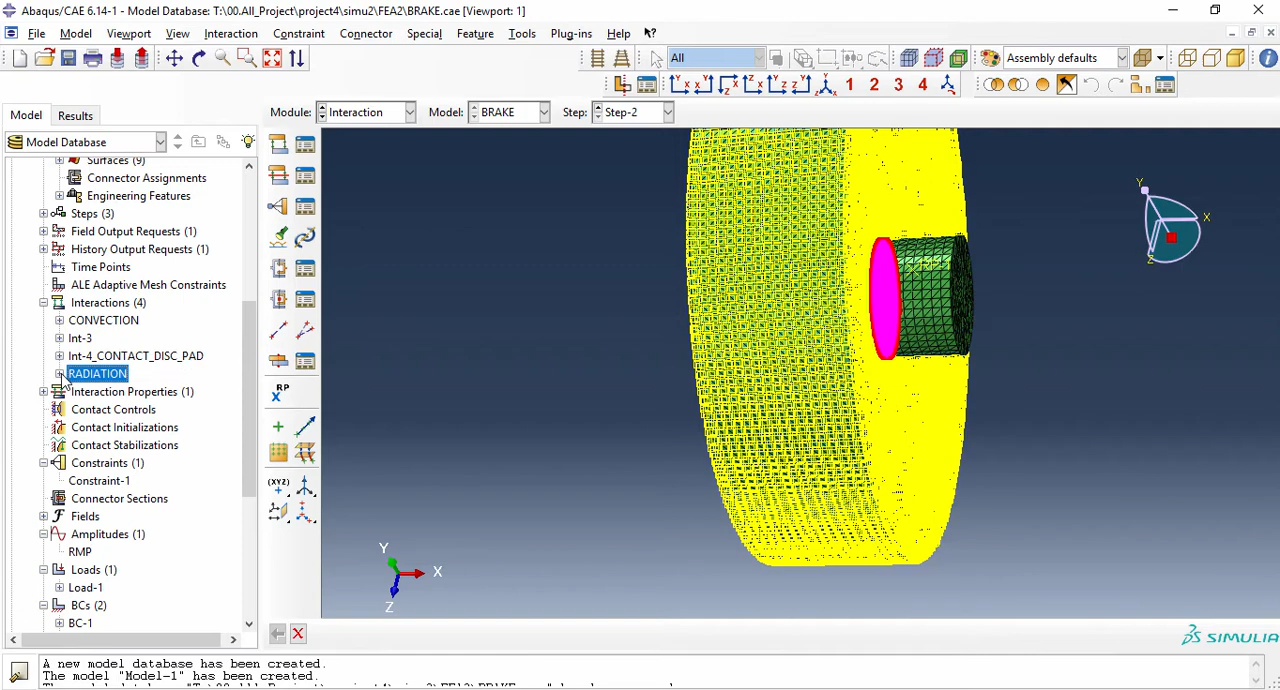 Abaqus/CAE 6.14-1 - Model Database: T:\00.All_Project\project4\simu2\FEA2\BRAKE.cae [Viewport: 1]
File Model Viewport View Interaction Constraint Connector Special Feature Tools Plug-ins Help
All Assembly defaults
1 2 3 4
Model Results Module: Interaction Model: BRAKE Step: Step-2
Model Database
Surfaces (9)
Connector Assignments
Engineering Features
Steps (3)
Field Output Requests (1)
History Output Requests (1)
Time Points
ALE Adaptive Mesh Constraints
Interactions (4)
CONVECTION
Int-3
Int-4_CONTACT_DISC_PAD
RADIATION
Interaction Properties (1)
Contact Controls
Contact Initializations
Contact Stabilizations
Constraints (1)
Constraint-1
Connector Sections
Fields
Amplitudes (1)
RMP
Loads (1)
Load-1
BCs (2)
BC-1
RP
(XYZ)
Y
X
Z
Y
X
Z
SIMULIA
A new model database has been created.
The model "Model-1" has been created.